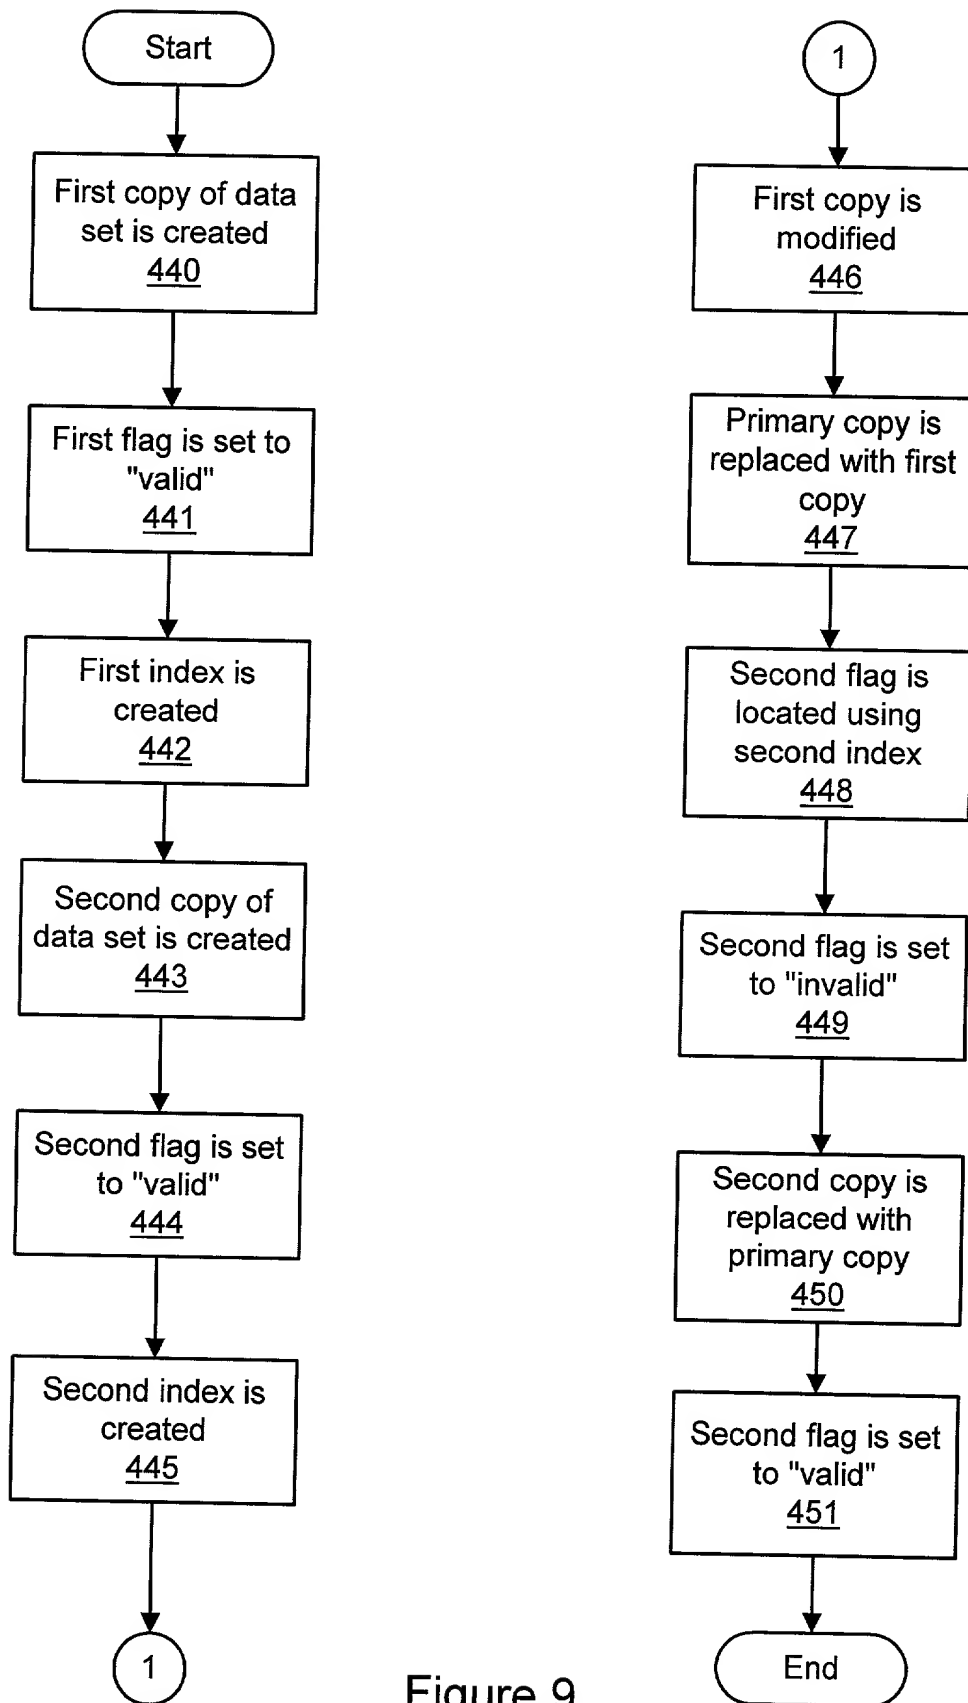 Start
First copy of data
set is created
440
First flag is set to
"valid"
441
First index is
created
442
Second copy of
data set is created
443
Second flag is set
to "valid"
444
Second index is
created
445
1
1
First copy is
modified
446
Primary copy is
replaced with first
copy
447
Second flag is
located using
second index
448
Second flag is set
to "invalid"
449
Second copy is
replaced with
primary copy
450
Second flag is set
to "valid"
451
End
Figure 9